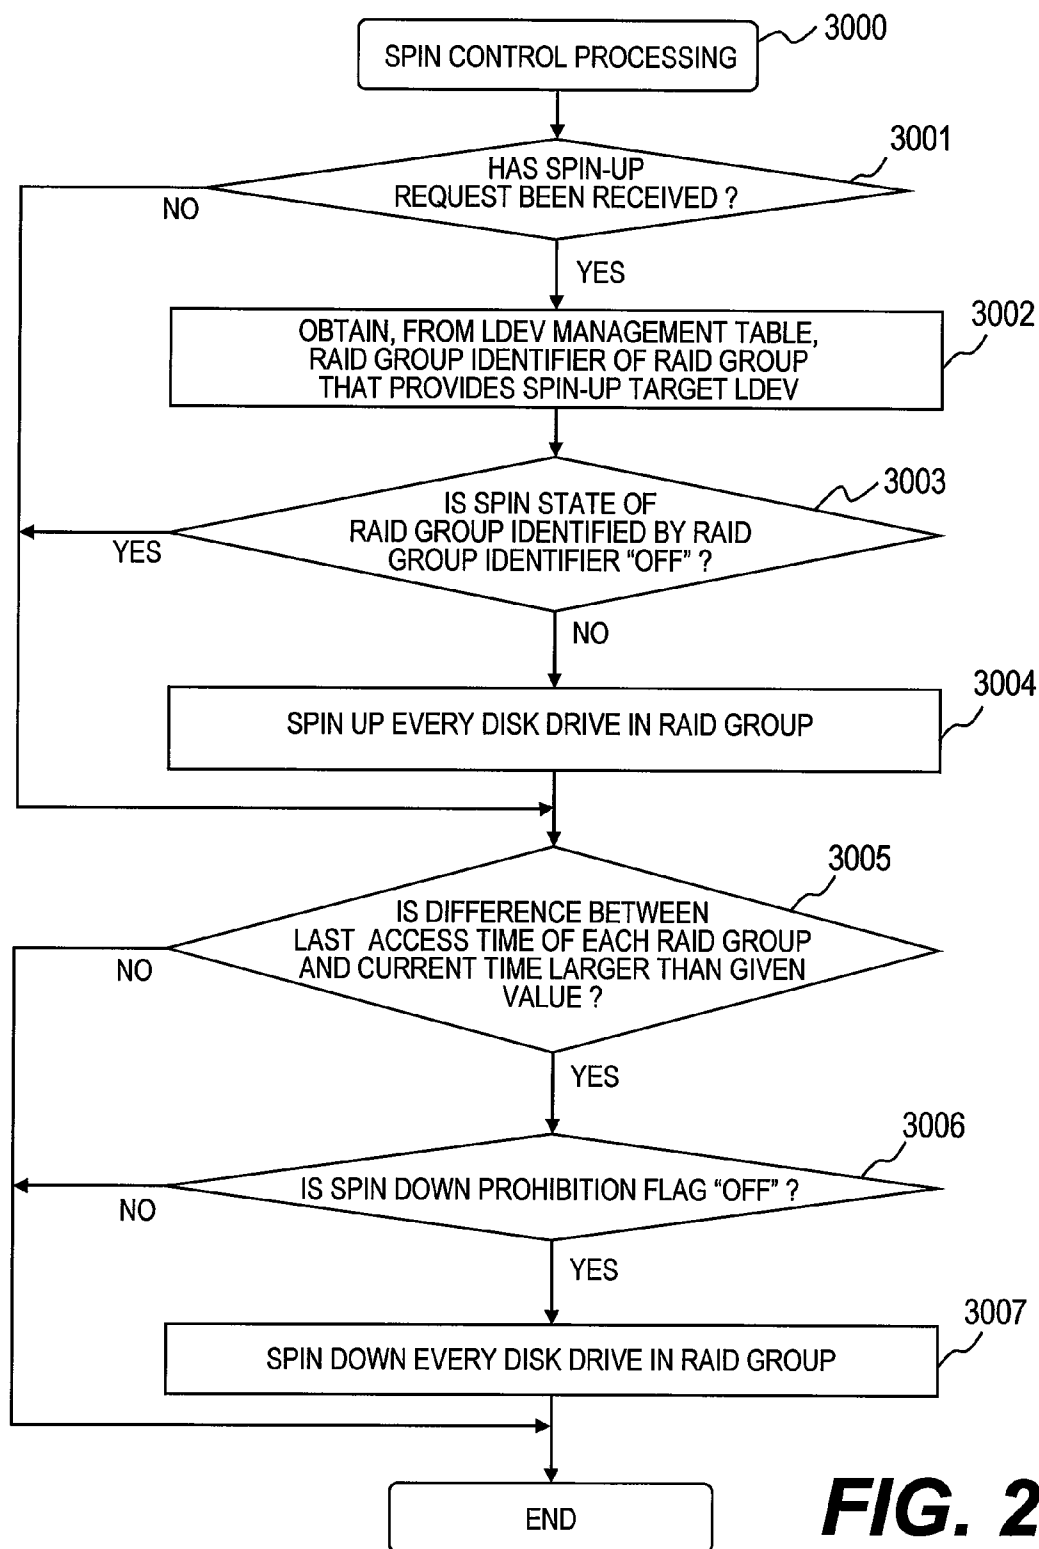 3000
SPIN CONTROL PROCESSING
3001
HAS SPIN-UP
REQUEST BEEN RECEIVED ?
NO
YES
3002
OBTAIN, FROM LDEV MANAGEMENT TABLE,
RAID GROUP IDENTIFIER OF RAID GROUP
THAT PROVIDES SPIN-UP TARGET LDEV
3003
IS SPIN STATE OF
RAID GROUP IDENTIFIED BY RAID
GROUP IDENTIFIER “OFF” ?
YES
NO
3004
SPIN UP EVERY DISK DRIVE IN RAID GROUP
3005
IS DIFFERENCE BETWEEN
LAST ACCESS TIME OF EACH RAID GROUP
AND CURRENT TIME LARGER THAN GIVEN
VALUE ?
NO
YES
3006
IS SPIN DOWN PROHIBITION FLAG “OFF” ?
NO
YES
3007
SPIN DOWN EVERY DISK DRIVE IN RAID GROUP
END
FIG. 2